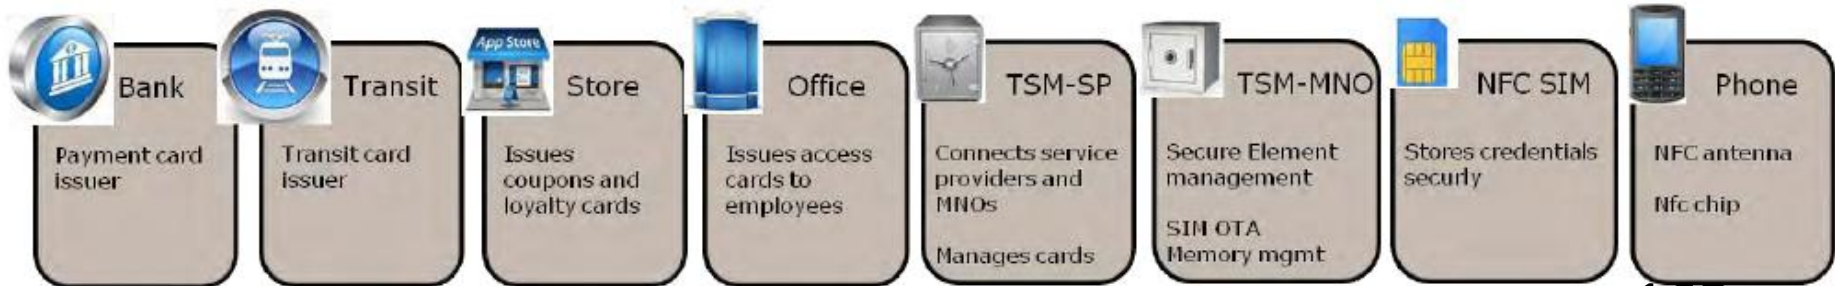 Bank
Payment card
issuer
Transit
Transit card
issuer
App Store
Store
Issues
coupons and
loyalty cards
Office
Issues access
cards to
employees
TSM-SP
Connects service
providers and
MNOs
Manages cards
TSM-MNO
Secure Element
management
SIM OTA
Memory mgmt
NFC SIM
Stores credentials
securly
Phone
NFC antenna
Nfc chip